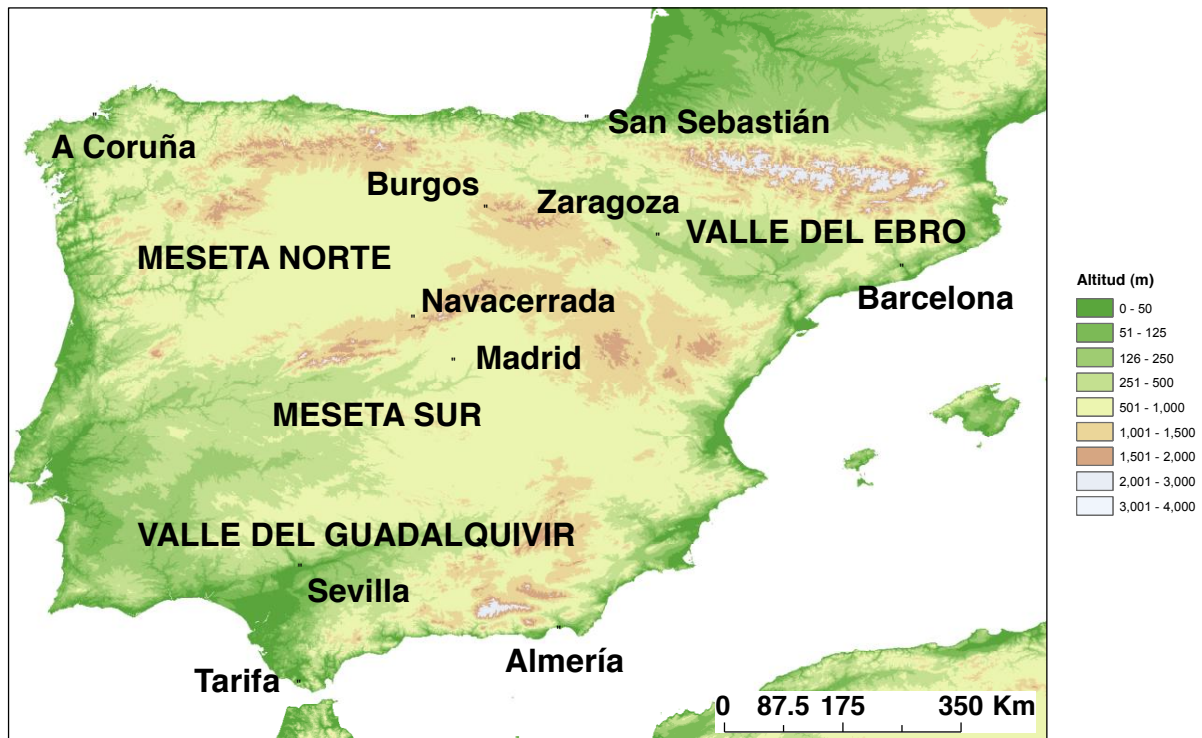 San Sebastián
A Coruña
Burgos
Zaragoza
VALLE DEL EBRO
MESETA NORTE
Navacerrada
Barcelona
Madrid
MESETA SUR
VALLE DEL GUADALQUIVIR
Sevilla
Almería
Tarifa
0 87.5 175 350 Km
Altitud (m)
0 - 50
51 - 125
126 - 250
251 - 500
501 - 1,000
1,001 - 1,500
1,501 - 2,000
2,001 - 3,000
3,001 - 4,000